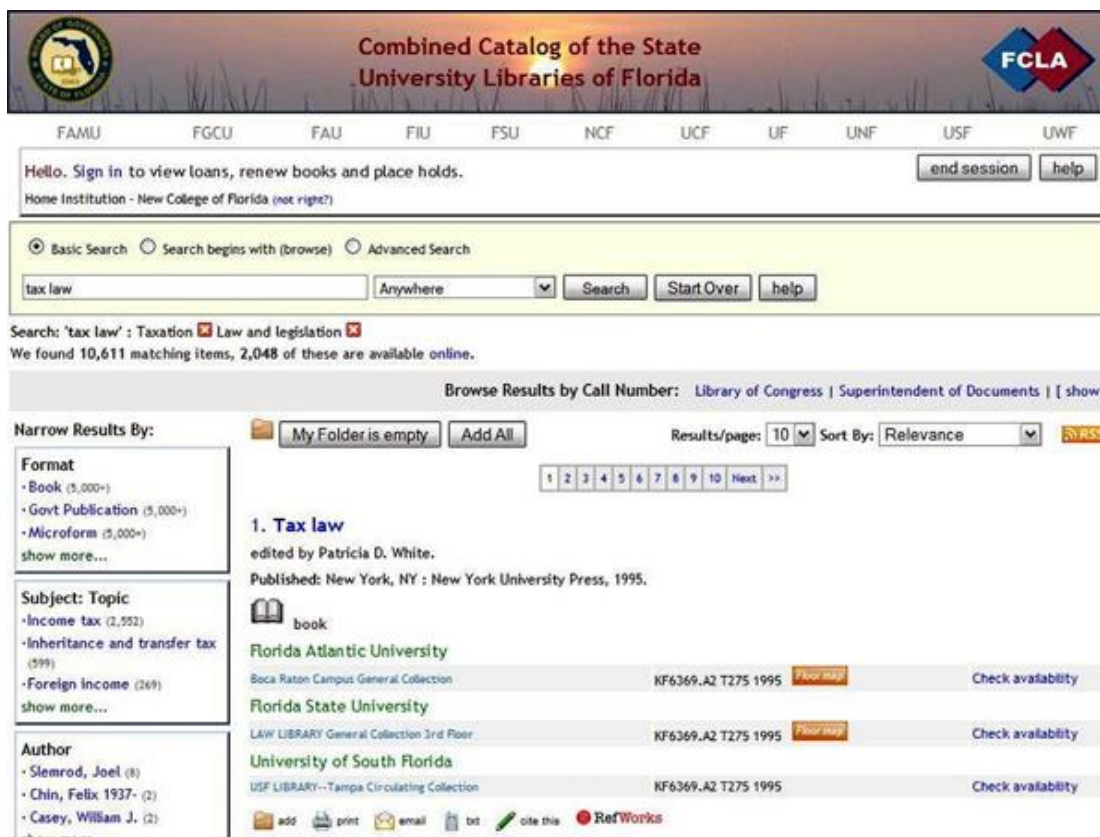 Combined Catalog of the State
University Libraries of Florida
FCLA
FAMU FGCU FAU FIU FSU NCF UCF UF UNF USF UWF
Hello. Sign in to view loans, renew books and place holds.
end session help
Home Institution - New College of Florida (not right?)
Basic Search Search begins with (browse) Advanced Search
tax law Anywhere Search Start Over help
Search: 'tax law' : Taxation Law and legislation
We found 10,611 matching items, 2,048 of these are available online.
Browse Results by Call Number: Library of Congress | Superintendent of Documents | [ show
Narrow Results By:
Format
·Book (5,000+)
·Govt Publication (5,000+)
·Microform (5,000+)
show more...
Subject: Topic
·Income tax (2,552)
·Inheritance and transfer tax
(599)
·Foreign income (269)
show more...
Author
· Slemrod, Joel (8)
· Chin, Felix 1937- (2)
· Casey, William J. (2)
My Folder is empty Add All Results/page: 10 Sort By: Relevance RSS
1 2 3 4 5 6 7 8 9 10 Next >>
1. Tax law
edited by Patricia D. White.
Published: New York, NY : New York University Press, 1995.
book
Florida Atlantic University
Boca Raton Campus General Collection KF6369.A2 T275 1995 Floor map Check availability
Florida State University
LAW LIBRARY General Collection 3rd Floor KF6369.A2 T275 1995 Floor map Check availability
University of South Florida
USF LIBRARY--Tampa Circulating Collection KF6369.A2 T275 1995 Check availability
add print email txt cite this RefWorks